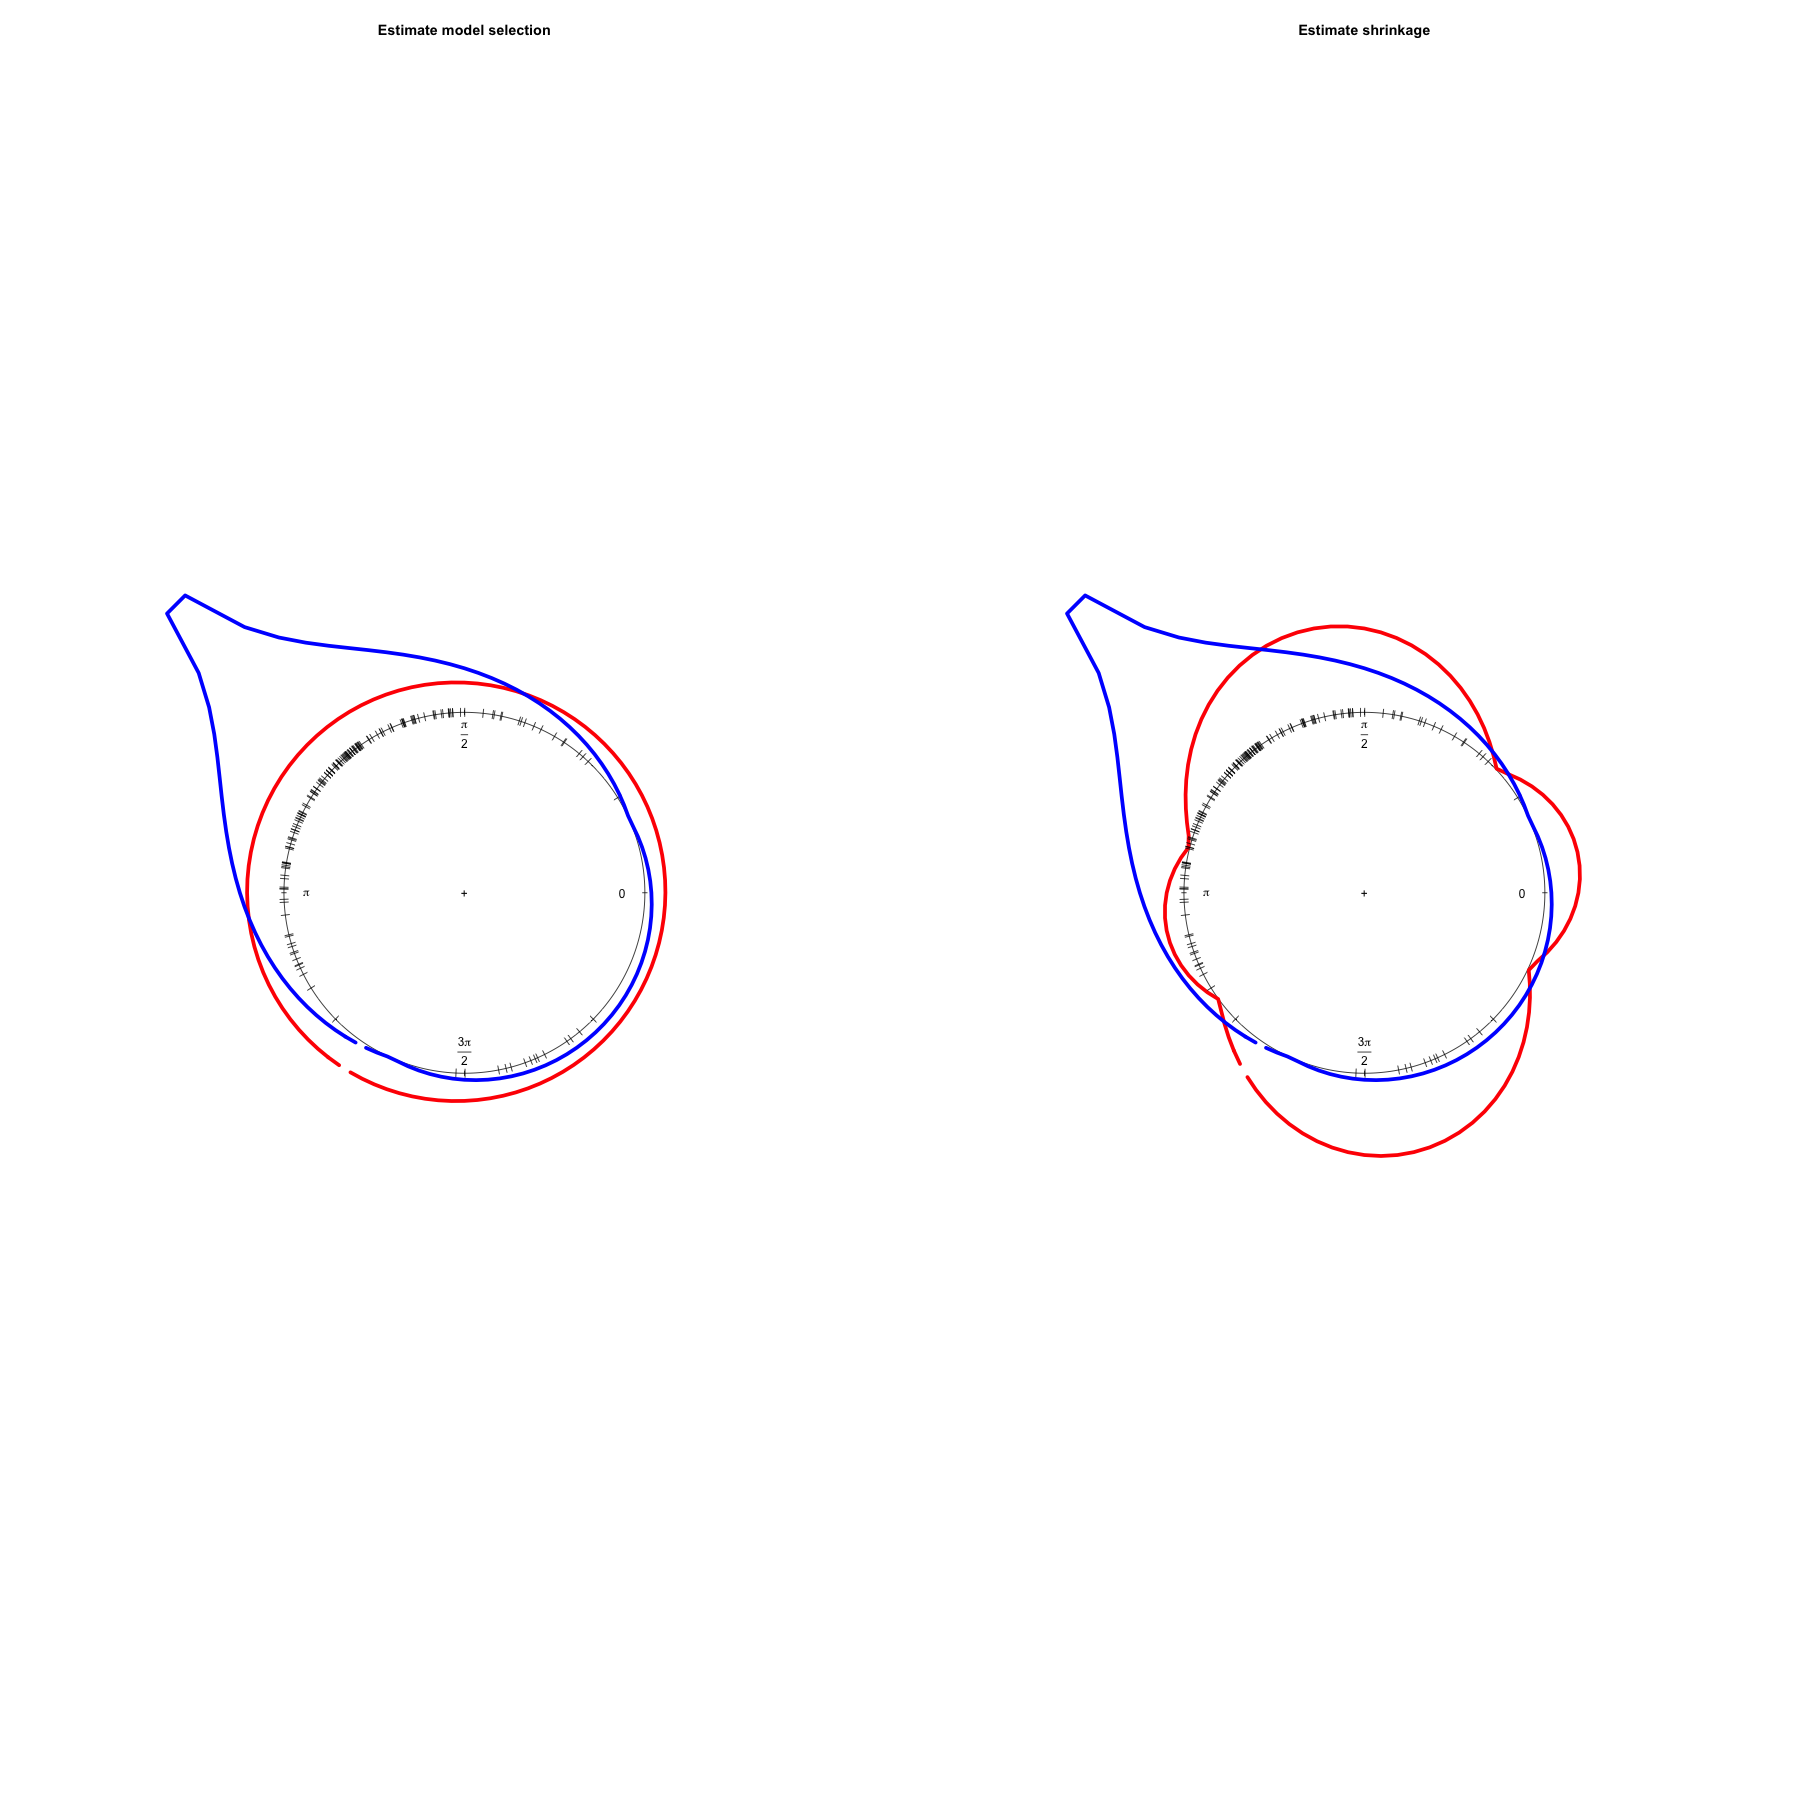 Estimate model selection
Estimate shrinkage
π
2
π
+
0
3π
2
π
2
π
+
0
3π
2